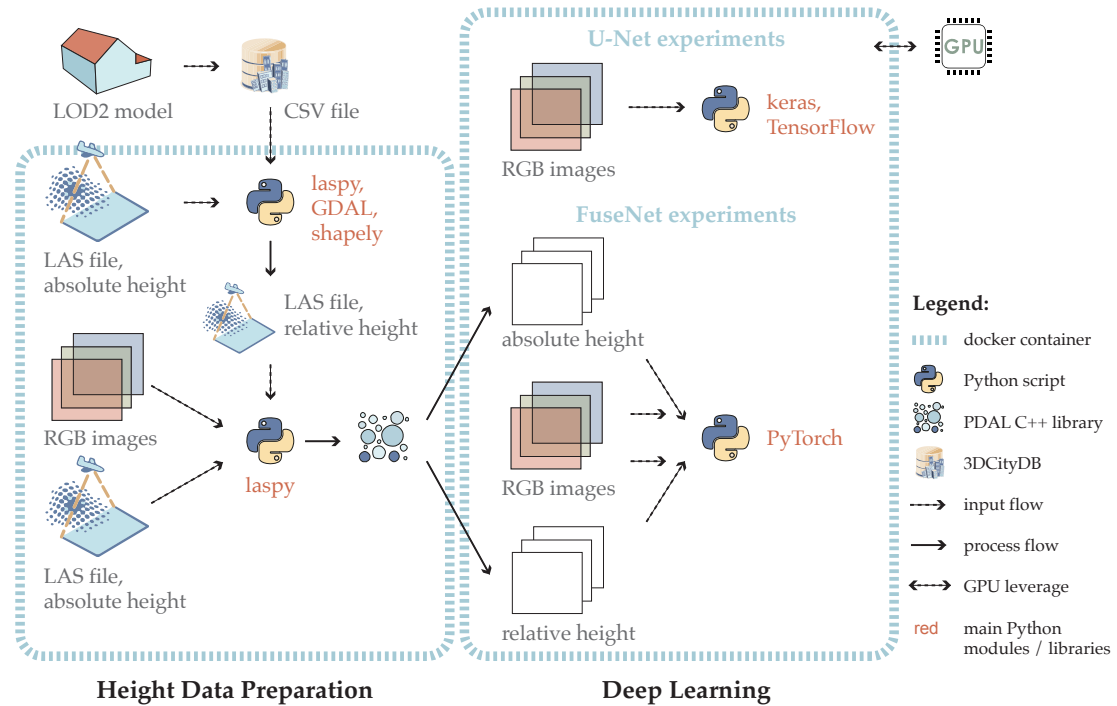 U-Net experiments
GPU
LOD2 model
CSV file
keras,
TensorFlow
RGB images
laspy,
GDAL,
shapely
FuseNet experiments
LAS file,
absolute height
LAS file,
relative height
absolute height
RGB images
laspy
PyTorch
RGB images
LAS file,
absolute height
relative height
Legend:
docker container
Python script
PDAL C++ library
3DCityDB
input flow
process flow
GPU leverage
red main Python
modules / libraries
Height Data Preparation
Deep Learning